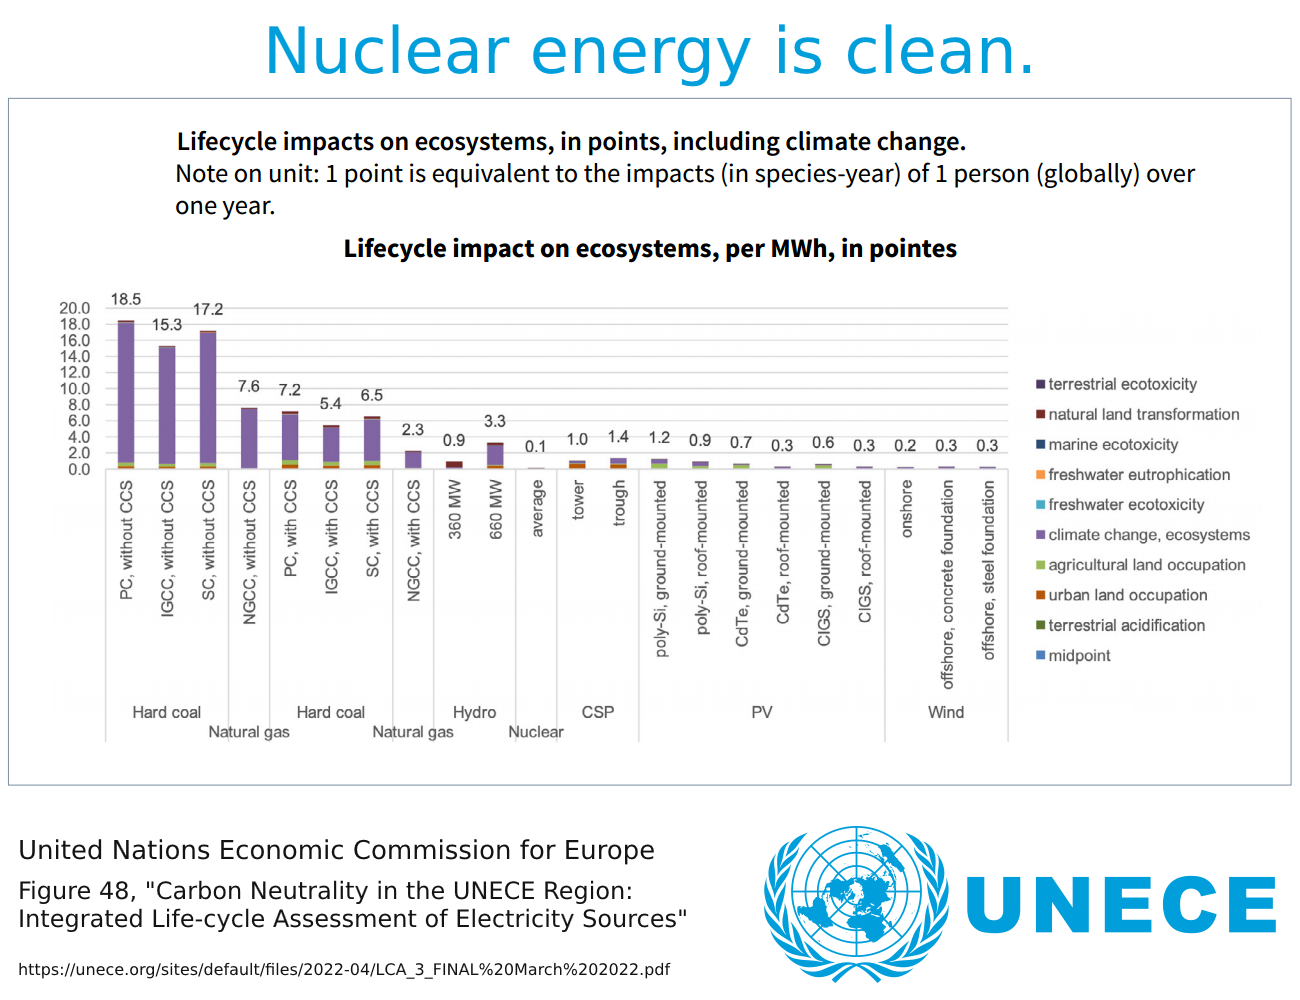 Nuclear energy is clean.
Lifecycle impacts on ecosystems, in points, including climate change.
Note on unit: 1 point is equivalent to the impacts (in species-year) of 1 person (globally) over
one year.
Lifecycle impact on ecosystems, per MWh, in pointes
20.0
18.0
16.0
14.0
12.0
10.0
8.0
6.0
4.0
2.0
0.0
18.5
15.3
17.2
7.6
7.2
5.4
6.5
2.3
0.9
3.3
0.1
1.0
1.4
1.2
0.9
0.7
0.3
0.6
0.3
0.2
0.3
0.3
PC, without CCS
IGCC, without CCS
SC, without CCS
NGCC, without CCS
PC, with CCS
IGCC, with CCS
SC, with CCS
NGCC, with CCS
360 MW
660 MW
average
tower
trough
poly-Si, ground-mounted
poly-Si, roof-mounted
CdTe, ground-mounted
CdTe, roof-mounted
CIGS, ground-mounted
CIGS, roof-mounted
onshore
offshore, concrete foundation
offshore, steel foundation
Hard coal
Natural gas
Hard coal
Natural gas
Hydro
Nuclear
CSP
PV
Wind
terrestrial ecotoxicity
natural land transformation
marine ecotoxicity
freshwater eutrophication
freshwater ecotoxicity
climate change, ecosystems
agricultural land occupation
urban land occupation
terrestrial acidification
midpoint
United Nations Economic Commission for Europe
Figure 48, "Carbon Neutrality in the UNECE Region:
Integrated Life-cycle Assessment of Electricity Sources"
https://unece.org/sites/default/files/2022-04/LCA_3_FINAL%20March%202022.pdf
UNECE